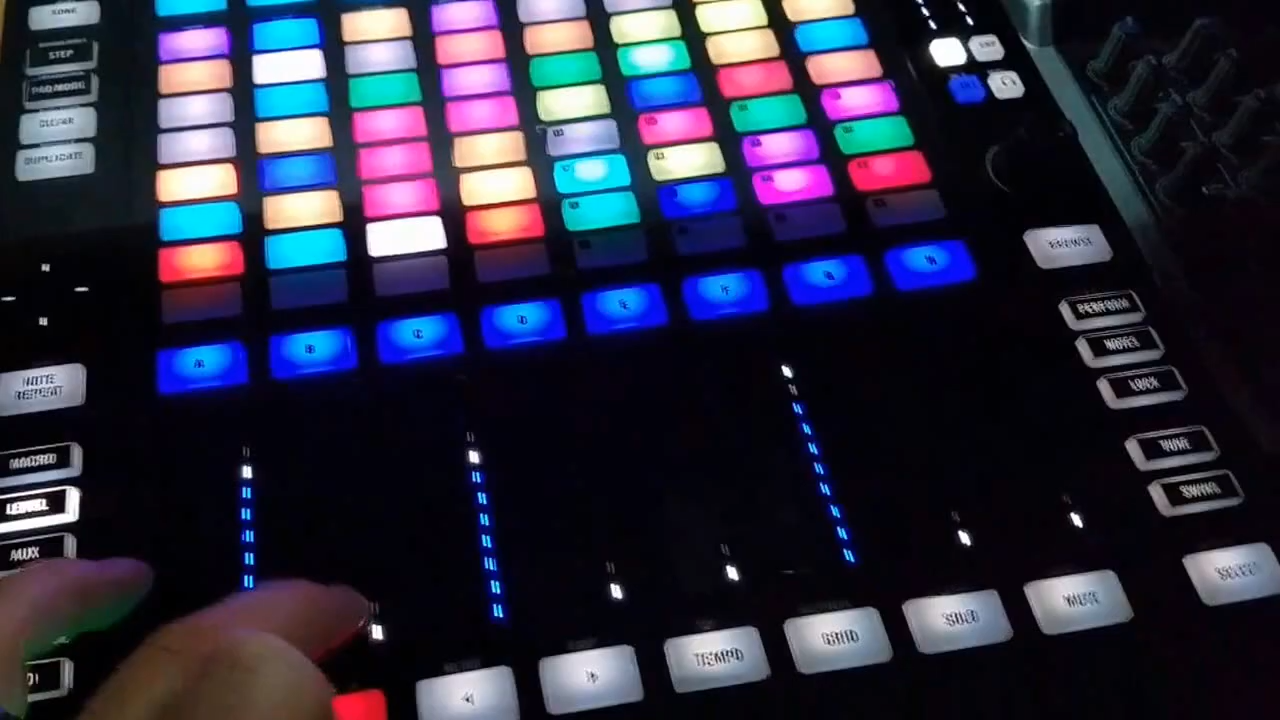 STEP
PAD MODE
CLEAR
DUPLICATE
BROWSE
PERFORM
NOTES
LOCK
TUNE
SWING
SELECT
A
B
C
D
E
F
G
H
NOTE
REPEAT
MACRO
LEVEL
AUX
TEMPO
GRID
SOLO
MUTE